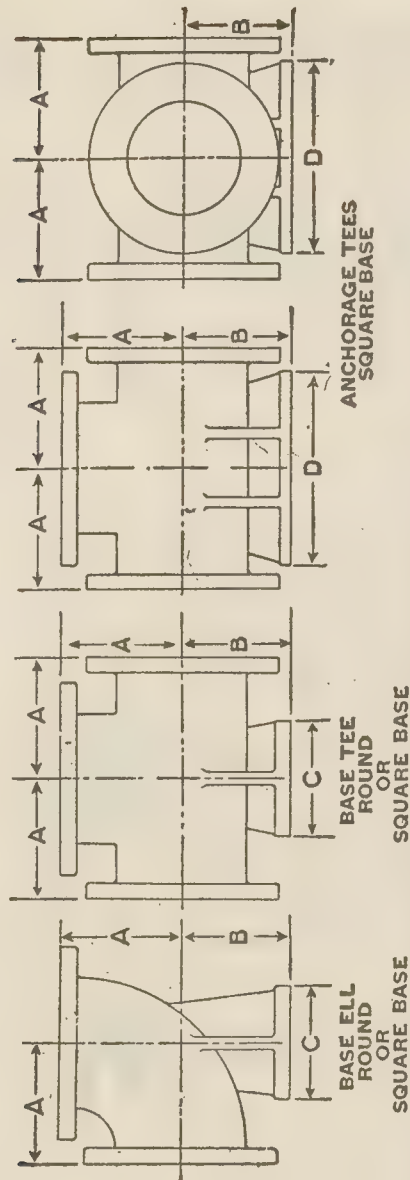 A
A
B
C
BASE ELL
ROUND
OR
SQUARE BASE
A
A
A
B
C
BASE TEE
ROUND
OR
SQUARE BASE
A
A
A
B
D
A
A
B
D
ANCHORAGE TEES
SQUARE BASE